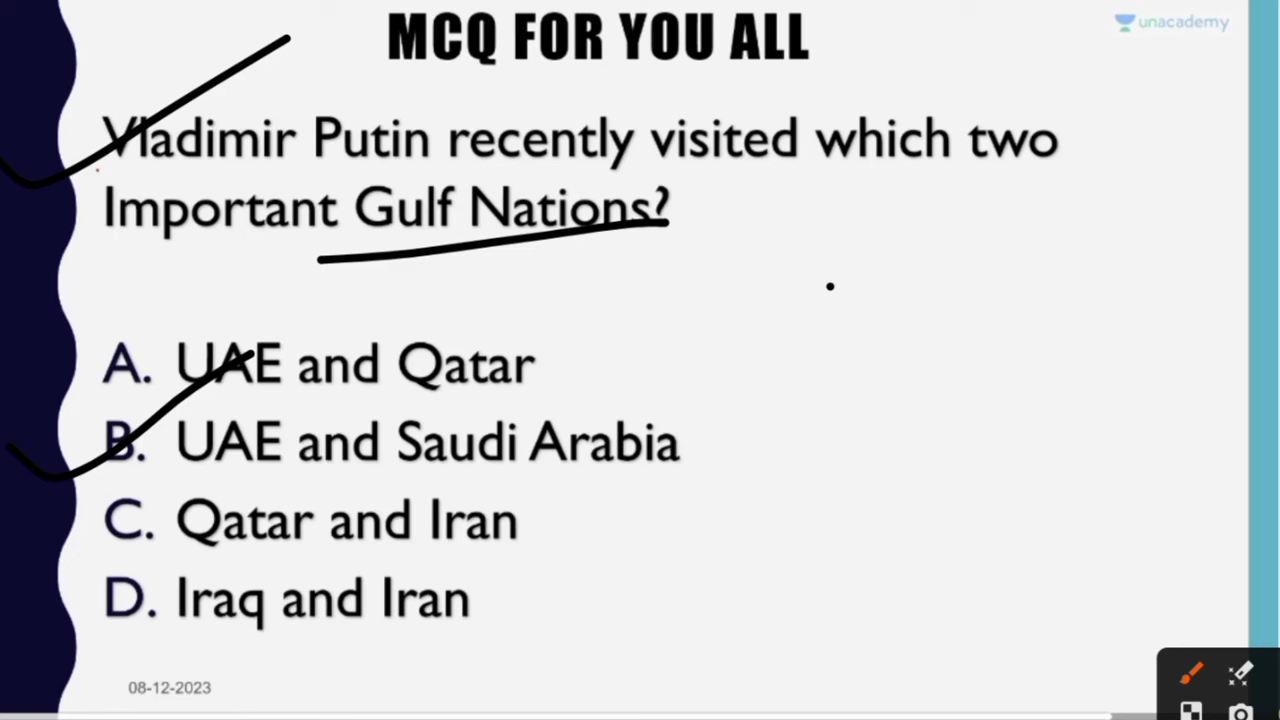 MCQ FOR YOU ALL
unacademy
Vladimir Putin recently visited which two
Important Gulf Nations?
A. UAE and Qatar
B. UAE and Saudi Arabia
C. Qatar and Iran
D. Iraq and Iran
08-12-2023